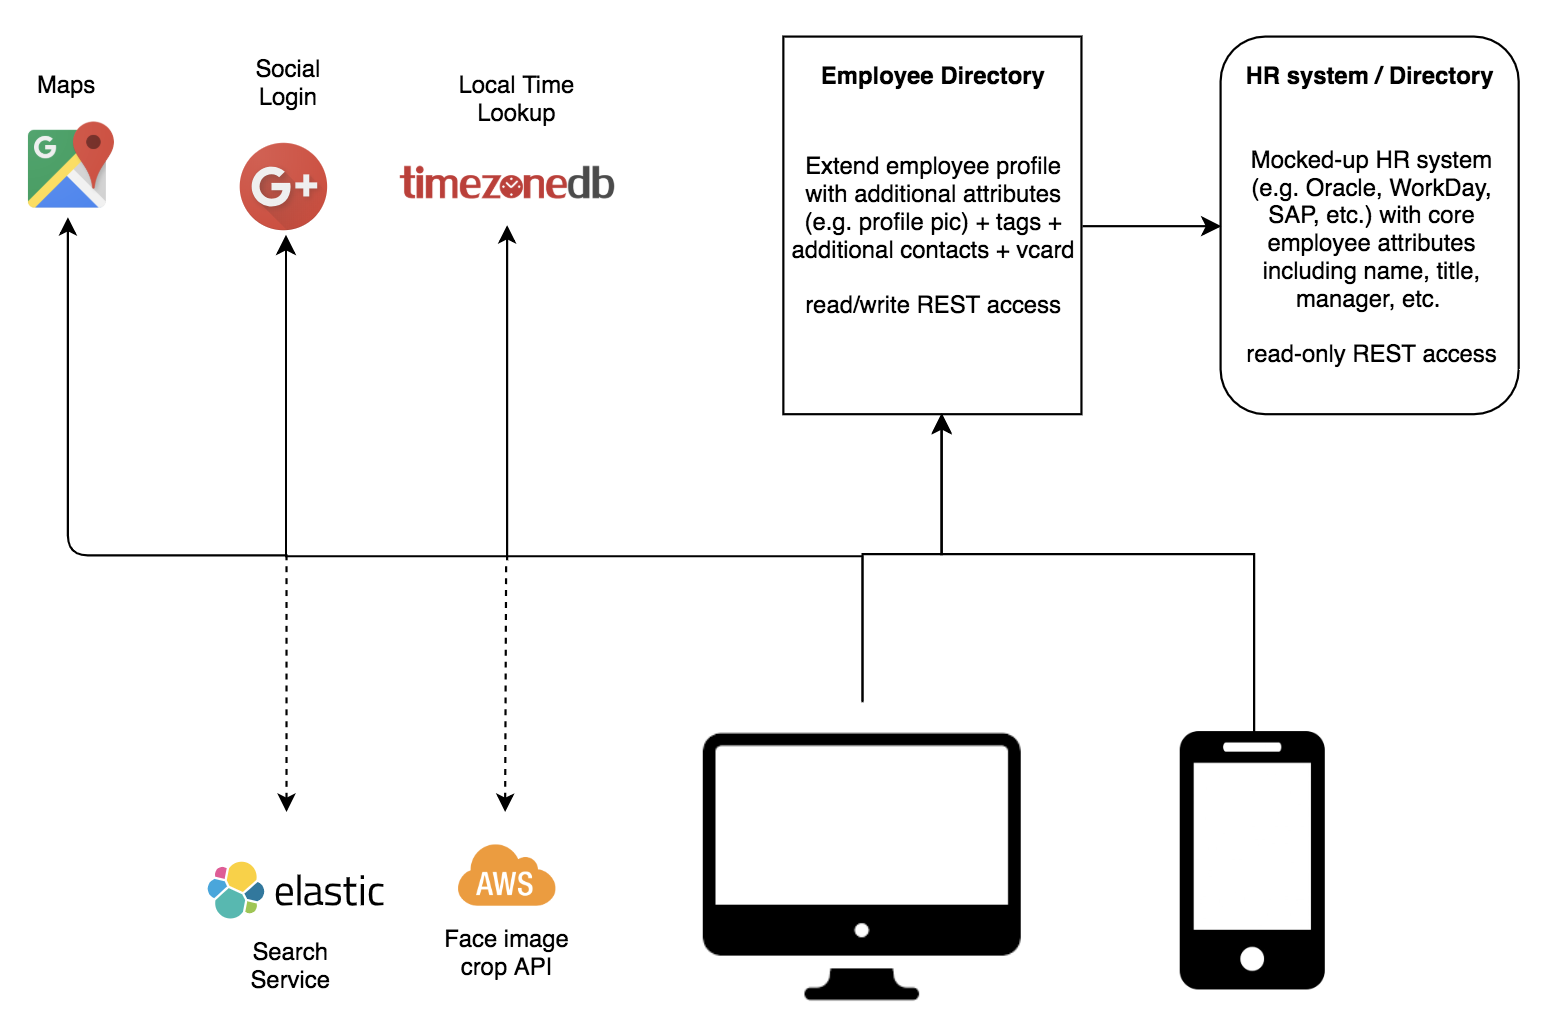 Maps
G
Social
Login
G+
Local Time
Lookup
timezonedb
Employee Directory
Extend employee profile
with additional attributes
(e.g. profile pic) + tags +
additional contacts + vcard
read/write REST access
HR system / Directory
Mocked-up HR system
(e.g. Oracle, WorkDay,
SAP, etc.) with core
employee attributes
including name, title,
manager, etc.
read-only REST access
elastic
Search
Service
AWS
Face image
crop API